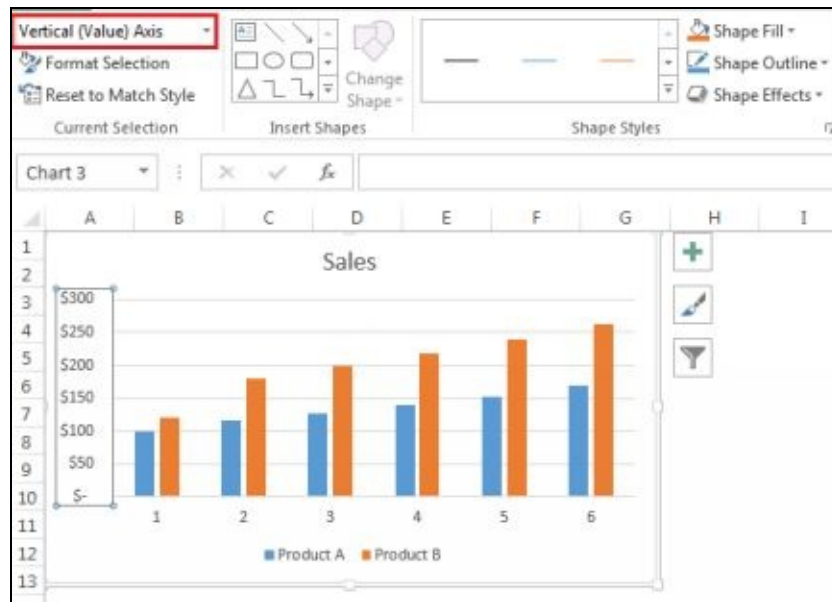 Vertical (Value) Axis
Format Selection
Reset to Match Style
Current Selection
Change
Shape
Insert Shapes
Shape Fill
Shape Outline
Shape Effects
Shape Styles
Chart 3
fx
A B C D E F G H I
1
2
3
4
5
6
7
8
9
10
11
12
13
Sales
$300
$250
$200
$150
$100
$50
$-
1 2 3 4 5 6
Product A Product B